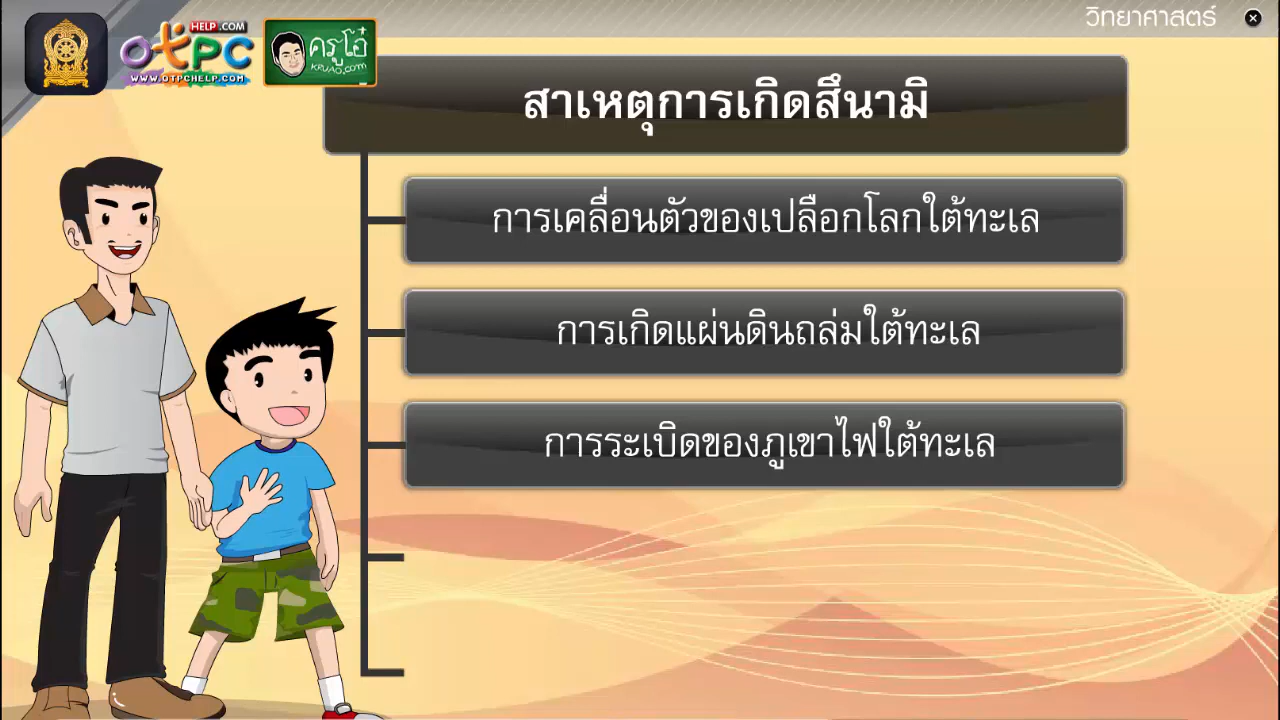 วิทยาศาสตร์
OTPC
HELP.COM
WWW.OTPCHELP.COM
ครูโอ๋
KRUAO.COM
สาเหตุการเกิดสึนามิ
การเคลื่อนตัวของเปลือกโลกใต้ทะเล
การเกิดแผ่นดินถล่มใต้ทะเล
การระเบิดของภูเขาไฟใต้ทะเล